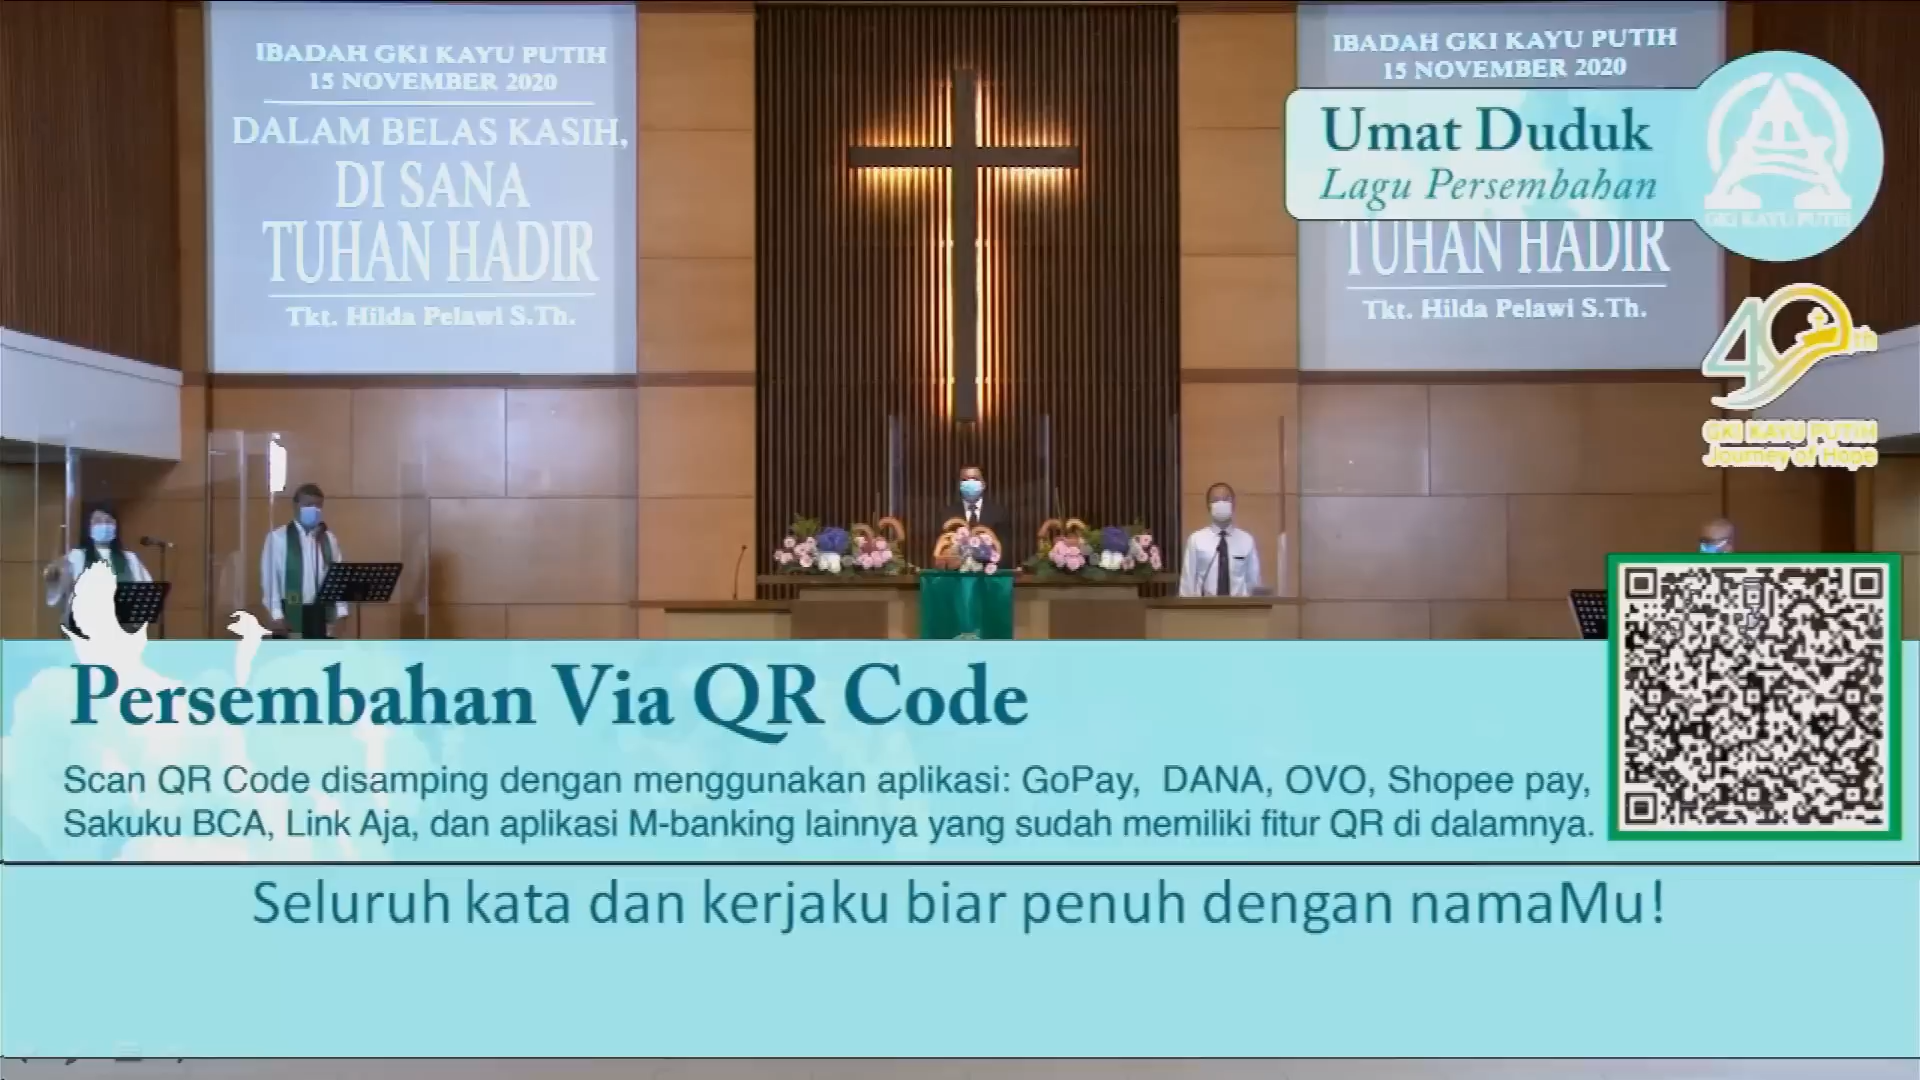 IBADAH GKI KAYU PUTIH
15 NOVEMBER 2020
DALAM BELAS KASIH,
DI SANA
TUHAN HADIR
Tkt. Hilda Pelawi S.Th.
IBADAH GKI KAYU PUTIH
15 NOVEMBER 2020
TUHAN HADIR
Tkt. Hilda Pelawi S.Th.
Umat Duduk
Lagu Persembahan
GKI KAYU PUTIH
40th
GKI KAYU PUTIH
Journey of Hope
Persembahan Via QR Code
Scan QR Code disamping dengan menggunakan aplikasi: GoPay, DANA, OVO, Shopee pay,
Sakuku BCA, Link Aja, dan aplikasi M-banking lainnya yang sudah memiliki fitur QR di dalamnya.
Seluruh kata dan kerjaku biar penuh dengan namaMu!